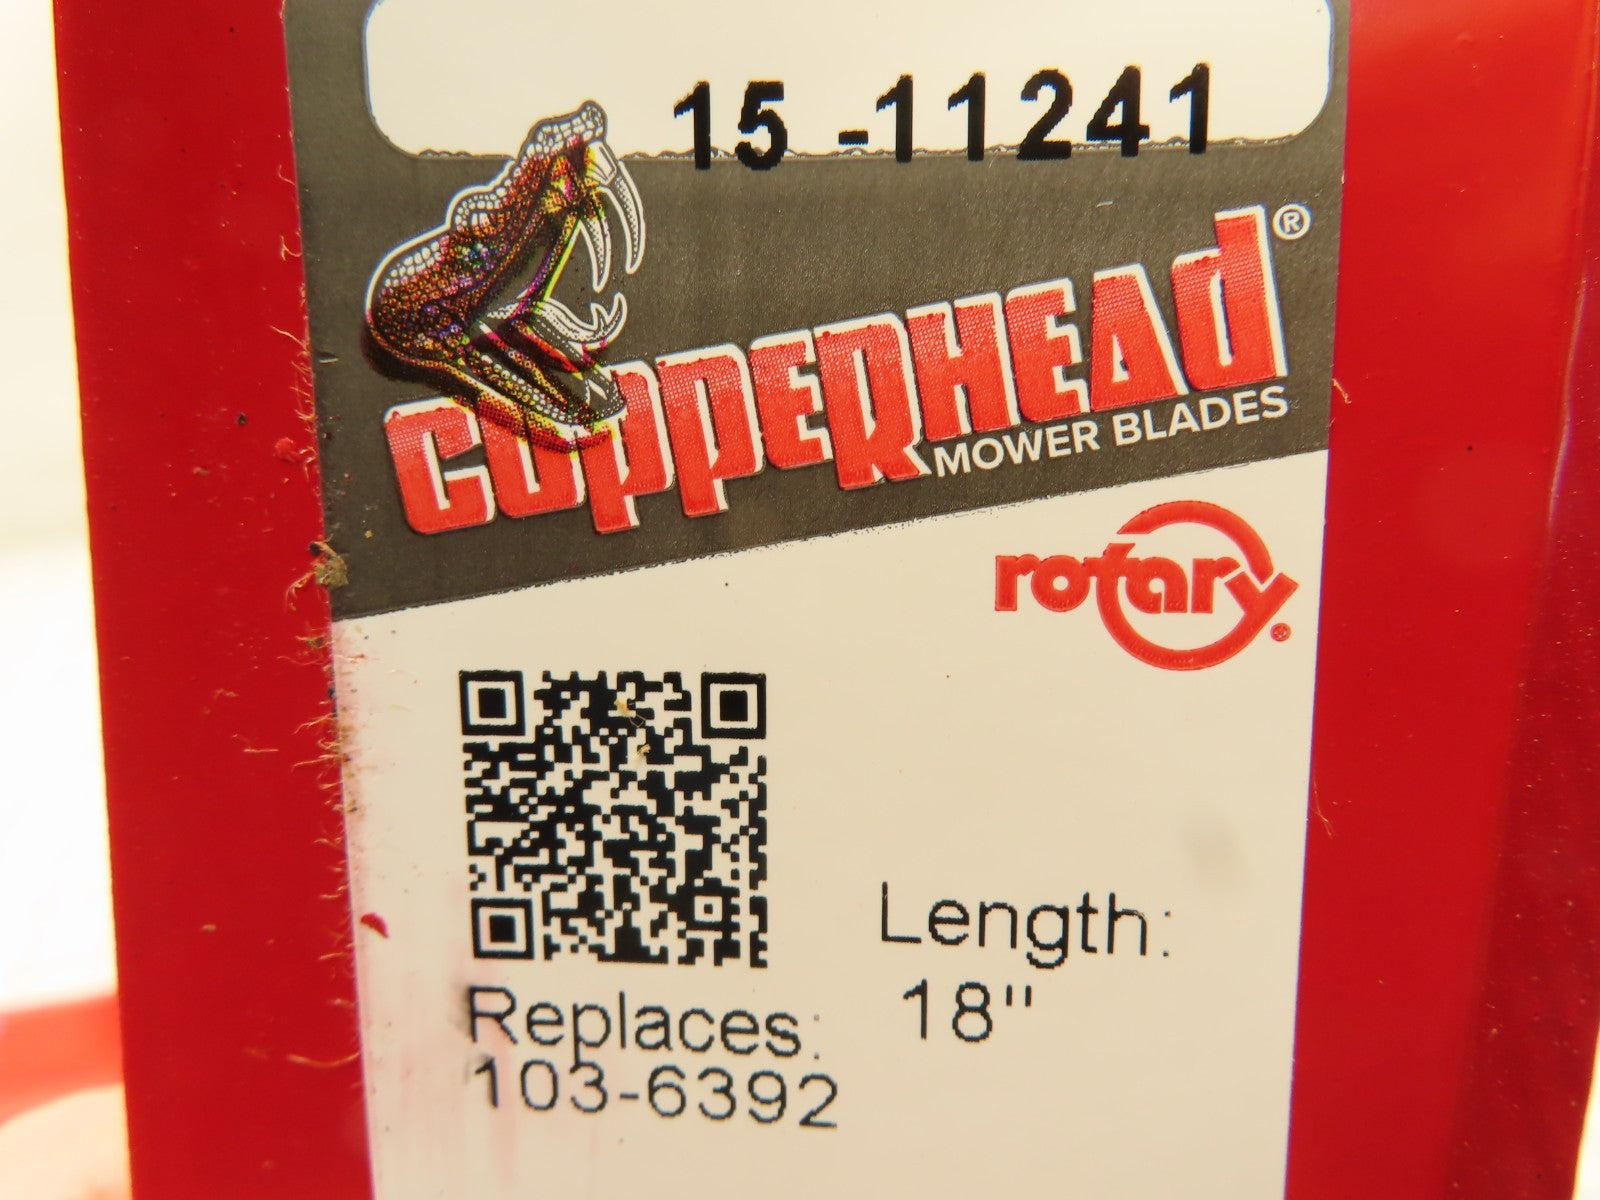 15 -11241
COPPERHEAD®
MOWER BLADES
rotary®
Length:
18"
Replaces:
103-6392